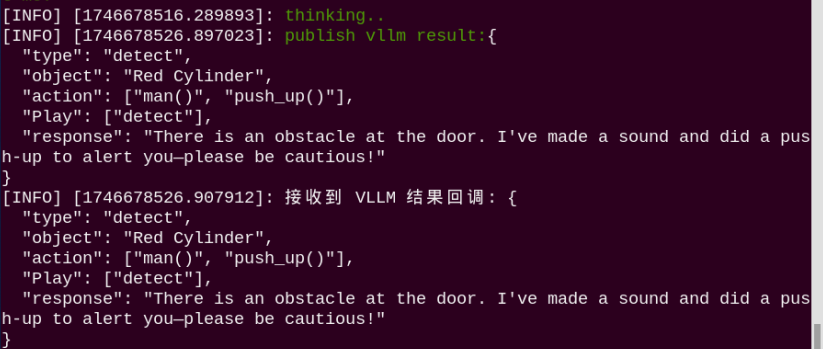 [INFO] [1746678516.289893]: thinking..
[INFO] [1746678526.897023]: publish vllm result:{
  "type": "detect",
  "object": "Red Cylinder",
  "action": ["man()", "push_up()"],
  "Play": ["detect"],
  "response": "There is an obstacle at the door. I've made a sound and did a pus
h-up to alert you—please be cautious!"
}
[INFO] [1746678526.907912]: 接收到 VLLM 结果回调: {
  "type": "detect",
  "object": "Red Cylinder",
  "action": ["man()", "push_up()"],
  "Play": ["detect"],
  "response": "There is an obstacle at the door. I've made a sound and did a pus
h-up to alert you—please be cautious!"
}